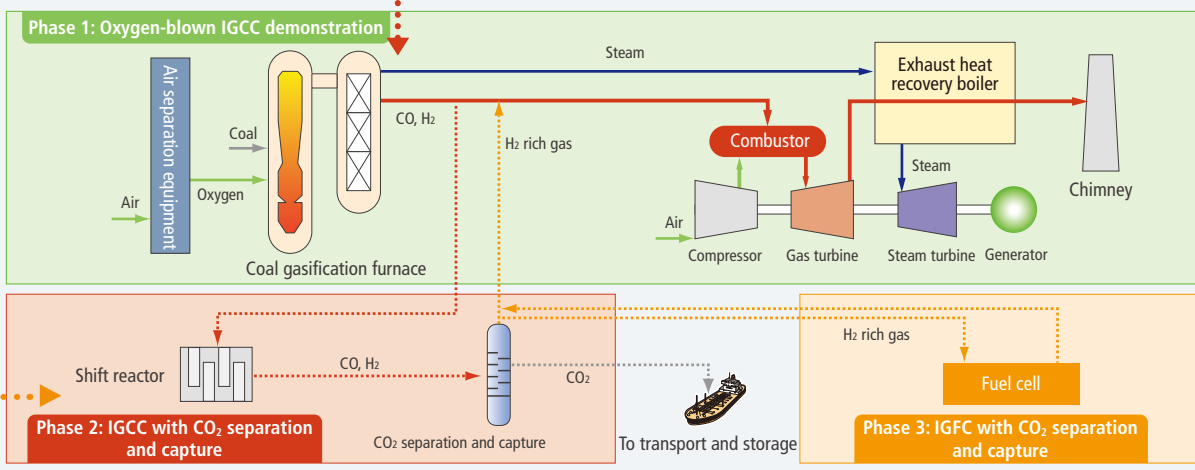 Phase 1: Oxygen-blown IGCC demonstration
Air separation equipment
Air
Oxygen
Coal
Coal gasification furnace
Steam
CO, H₂
H₂ rich gas
Exhaust heat
recovery boiler
Combustor
Steam
Chimney
Air
Compressor
Gas turbine
Steam turbine
Generator
Shift reactor
CO, H₂
CO₂
CO₂ separation and capture
To transport and storage
Phase 2: IGCC with CO₂ separation
and capture
H₂ rich gas
Fuel cell
Phase 3: IGFC with CO₂ separation
and capture